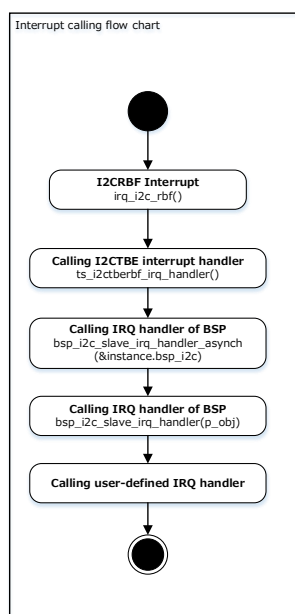 Interrupt calling flow chart
I2CRBF Interrupt
irq_i2c_rbf()
Calling I2CTBE interrupt handler
ts_i2ctberbf_irq_handler()
Calling IRQ handler of BSP
bsp_i2c_slave_irq_handler_asynch
(&instance.bsp_i2c)
Calling IRQ handler of BSP
bsp_i2c_slave_irq_handler(p_obj)
Calling user-defined IRQ handler